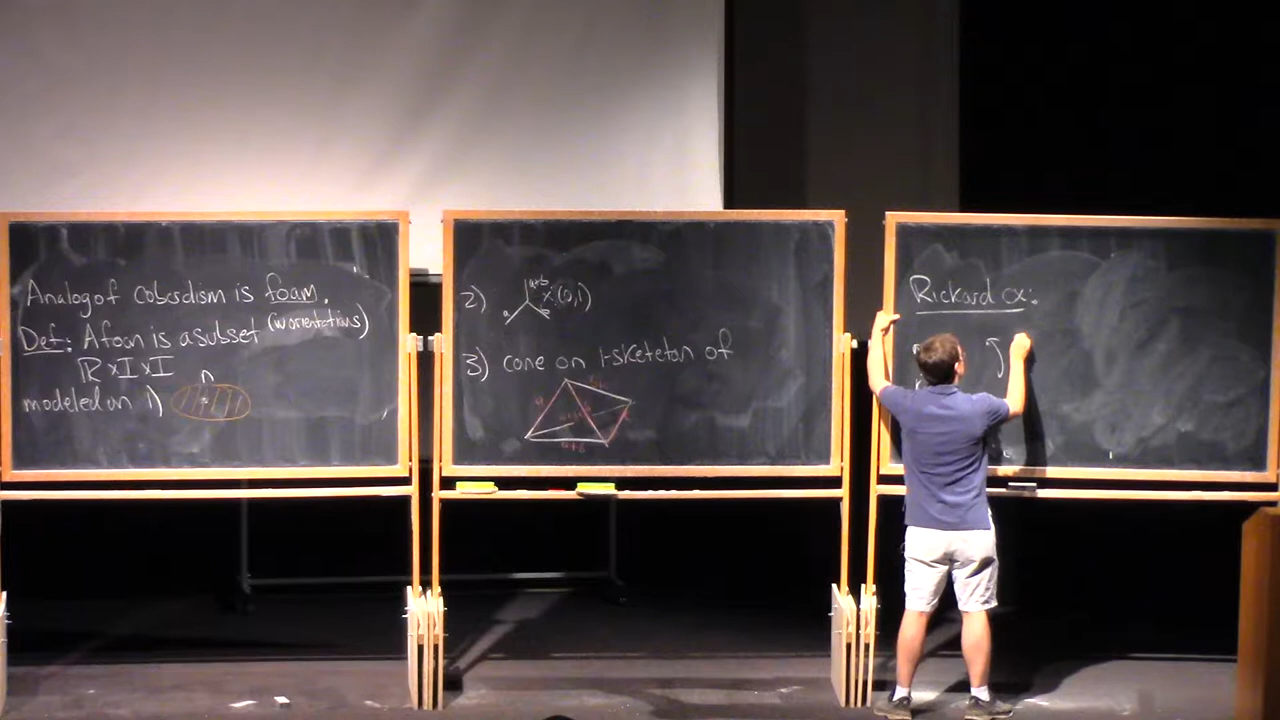 Analog of cobordism is foam.
Def: A foam is a subset (w orientations)
R×I×I
n
modeled on 1)
2) a+b ×(0,1)
a
3) cone on 1-skeleton of
a+b
Rickard cx: